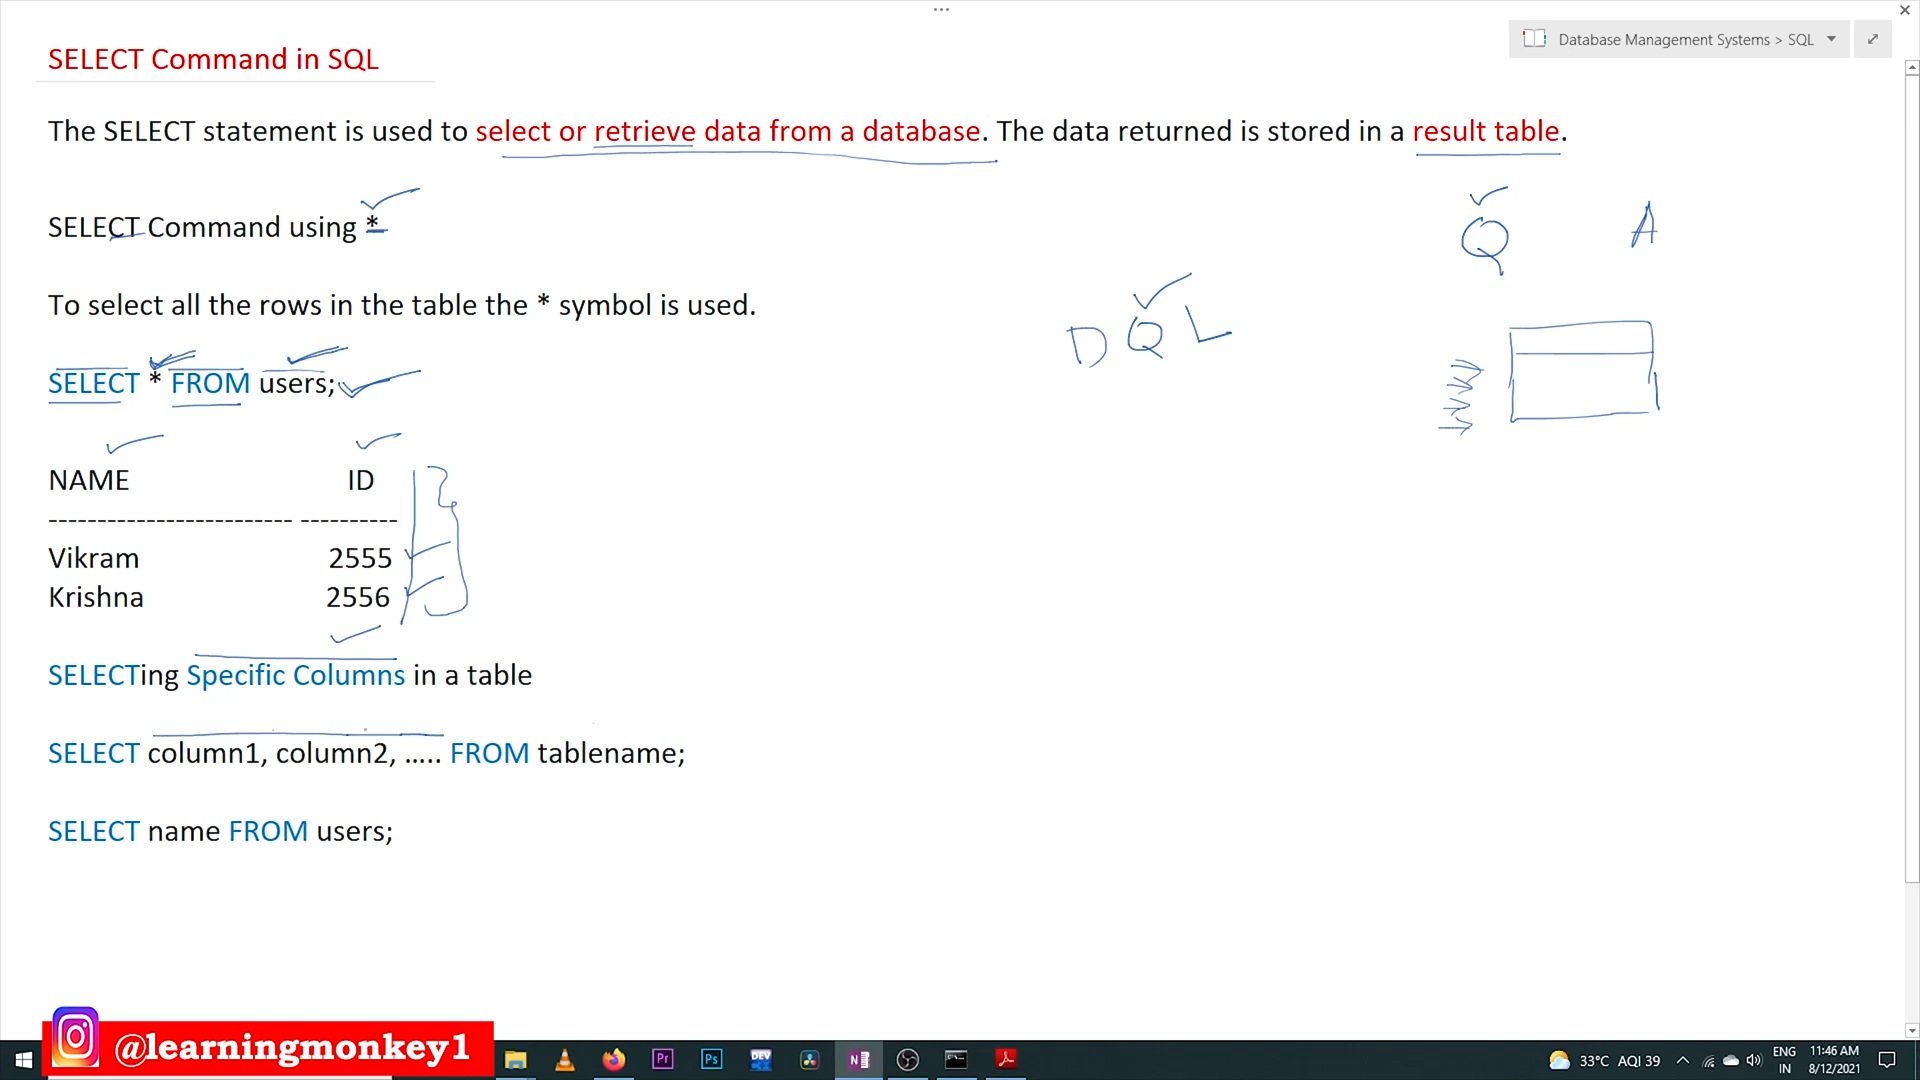 Database Management Systems > SQL
SELECT Command in SQL
The SELECT statement is used to select or retrieve data from a database. The data returned is stored in a result table.
SELECT Command using *
Q A
To select all the rows in the table the * symbol is used.
D Q L
SELECT * FROM users;
NAME ID
------------------------- ----------
Vikram 2555
Krishna 2556
SELECTing Specific Columns in a table
SELECT column1, column2, ..... FROM tablename;
SELECT name FROM users;
@learningmonkey1
Pr Ps DEV N
33°C AQI 39
ENG
IN
11:46 AM
8/12/2021